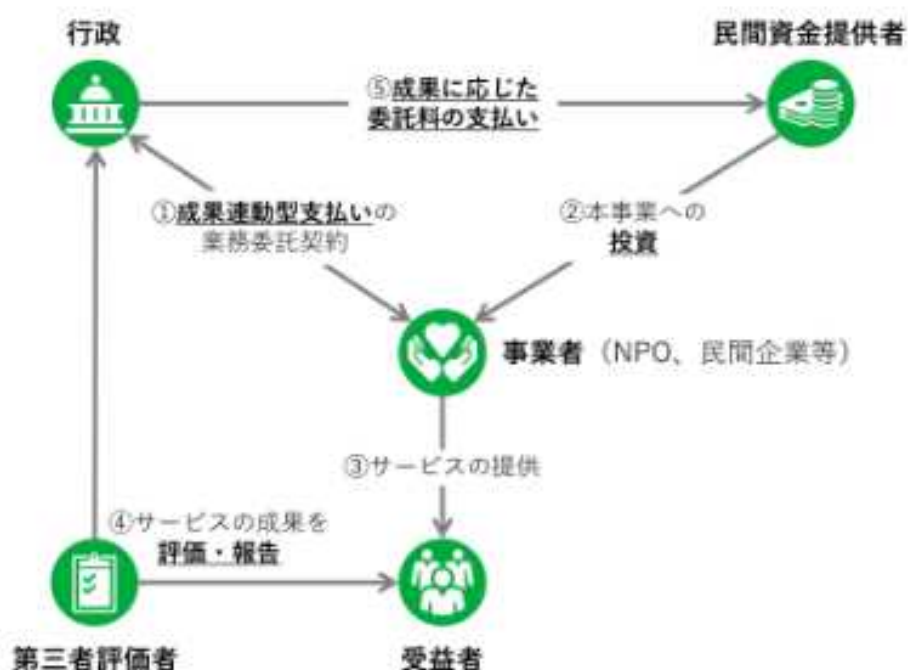 行政
民間資金提供者
⑤成果に応じた
委託料の支払い
①成果連動型支払いの
業務委託契約
②本事業への
投資
事業者（NPO、民間企業等）
③サービスの提供
④サービスの成果を
評価・報告
第三者評価者
受益者